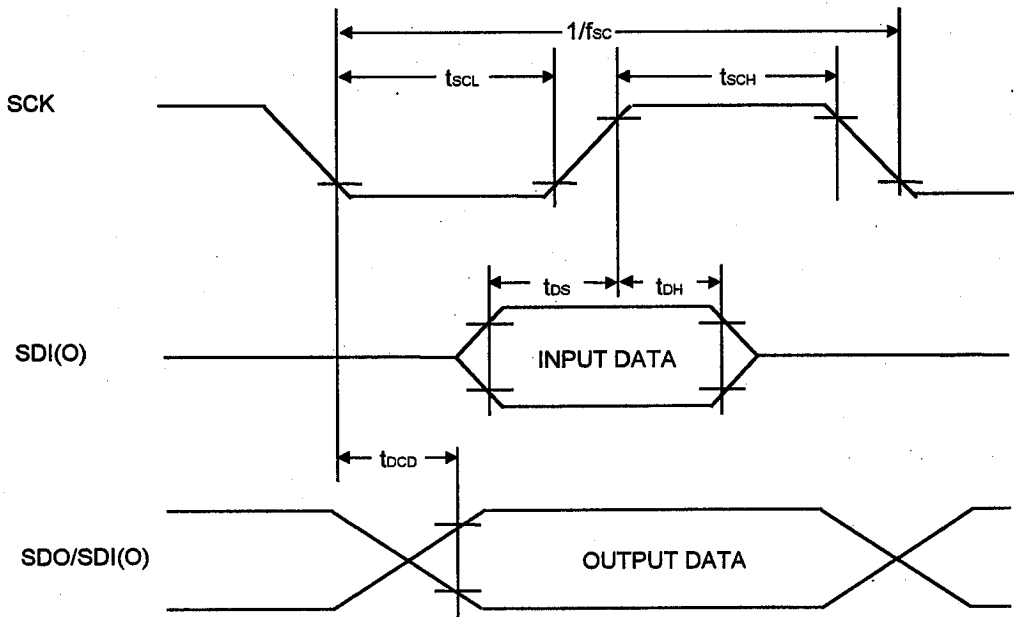 1/fSC
tSCL
tSCH
SCK
tDS
tDH
SDI(O)
INPUT DATA
tDCD
SDO/SDI(O)
OUTPUT DATA